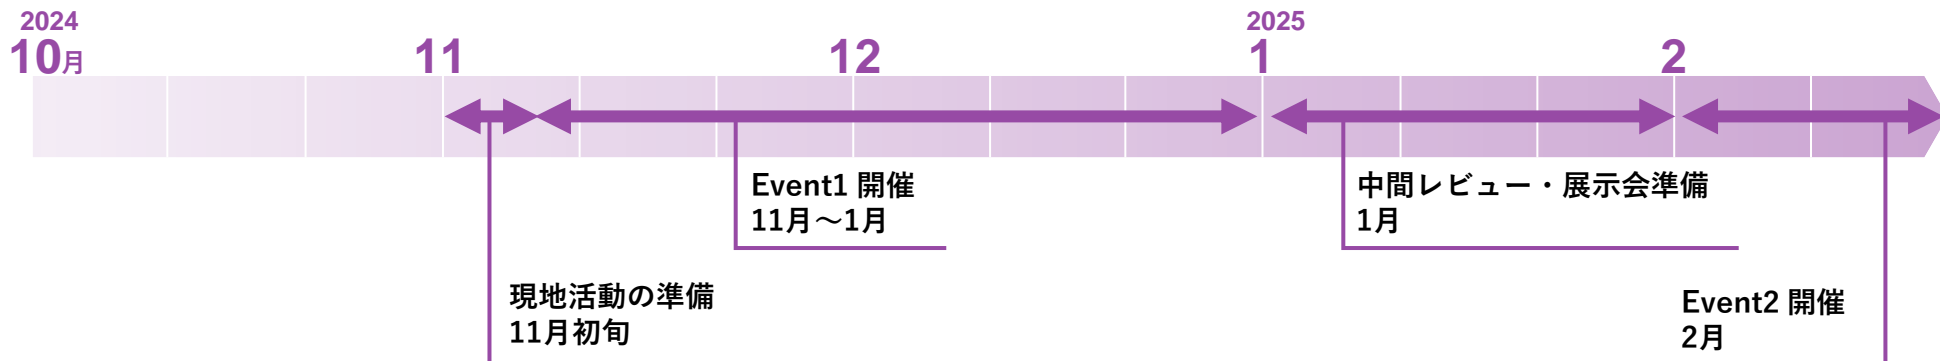 2024
10月
11
12
2025
1
2
Event1 開催
11月～1月
中間レビュー・展示会準備
1月
現地活動の準備
11月初旬
Event2 開催
2月